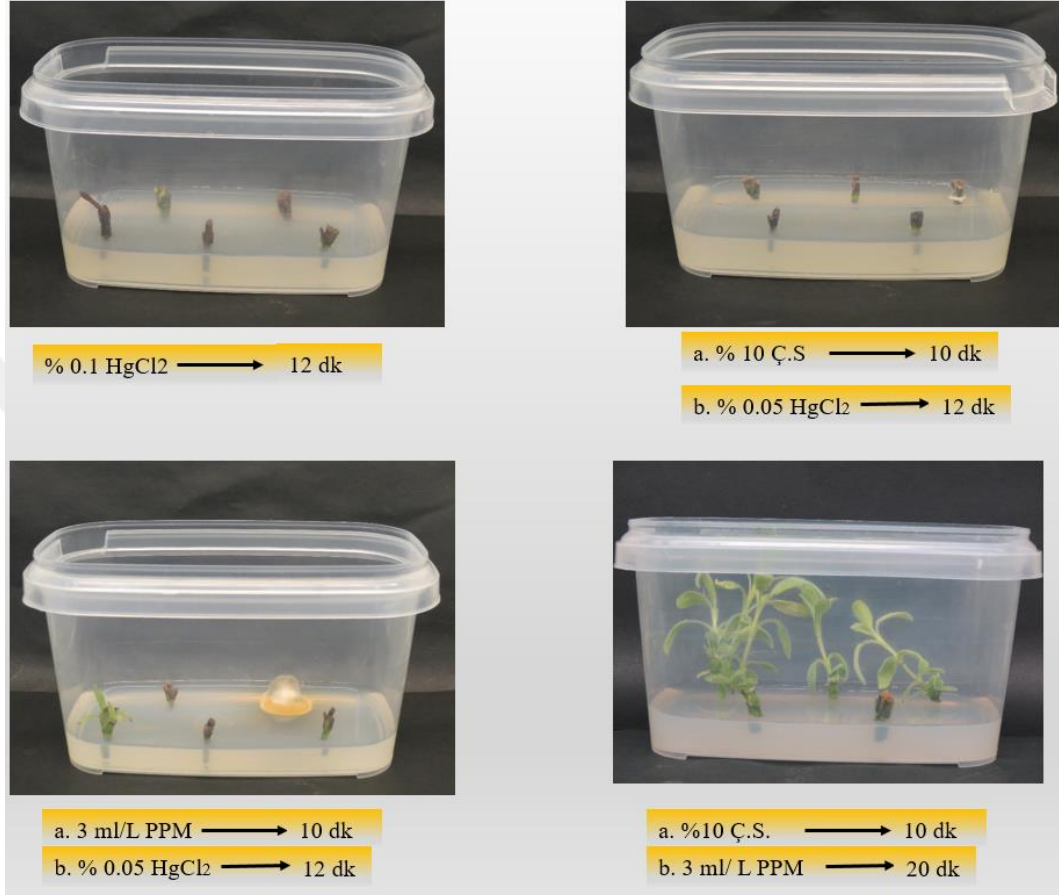 % 0.1 HgCl2 → 12 dk
a. % 10 Ç.S → 10 dk
b. % 0.05 HgCl₂ → 12 dk
a. 3 ml/L PPM → 10 dk
b. % 0.05 HgCl₂ → 12 dk
a. %10 Ç.S. → 10 dk
b. 3 ml/ L PPM → 20 dk